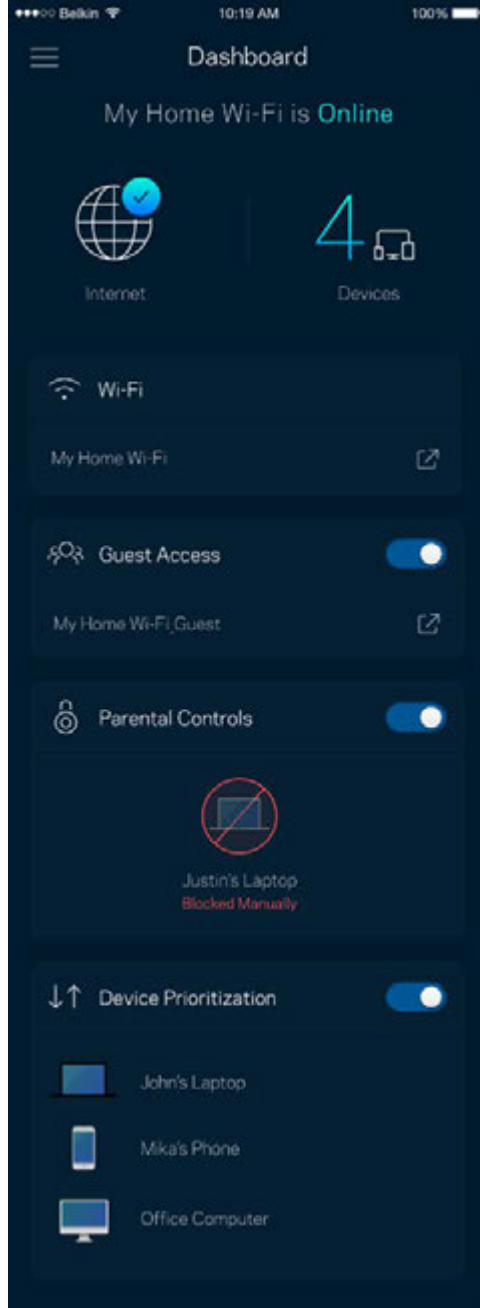 Belkin 10:19 AM 100%
Dashboard
My Home Wi-Fi is Online
4
Internet Devices
Wi-Fi
My Home Wi-Fi
Guest Access
My Home Wi-Fi_Guest
Parental Controls
Justin's Laptop
Blocked Manually
Device Prioritization
John's Laptop
Mika's Phone
Office Computer